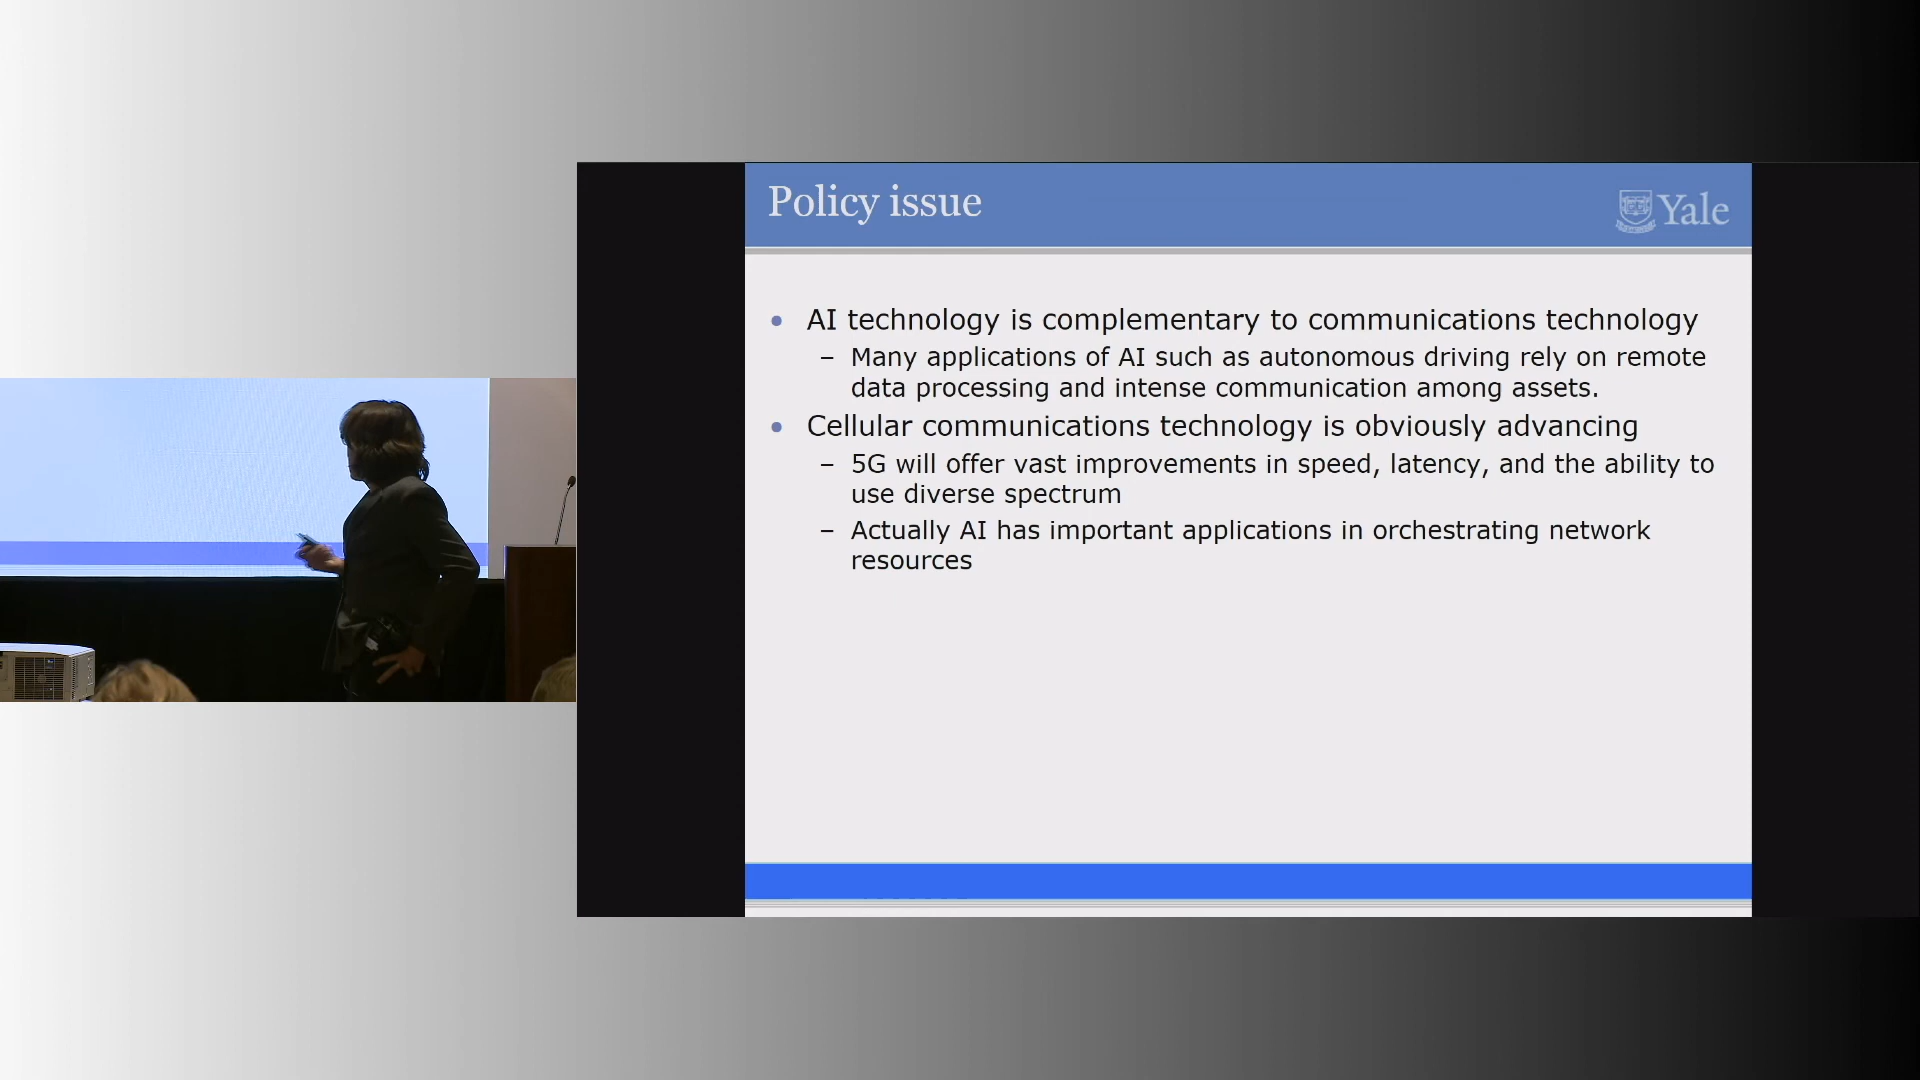 Policy issue
Yale
• AI technology is complementary to communications technology
– Many applications of AI such as autonomous driving rely on remote
data processing and intense communication among assets.
• Cellular communications technology is obviously advancing
– 5G will offer vast improvements in speed, latency, and the ability to
use diverse spectrum
– Actually AI has important applications in orchestrating network
resources